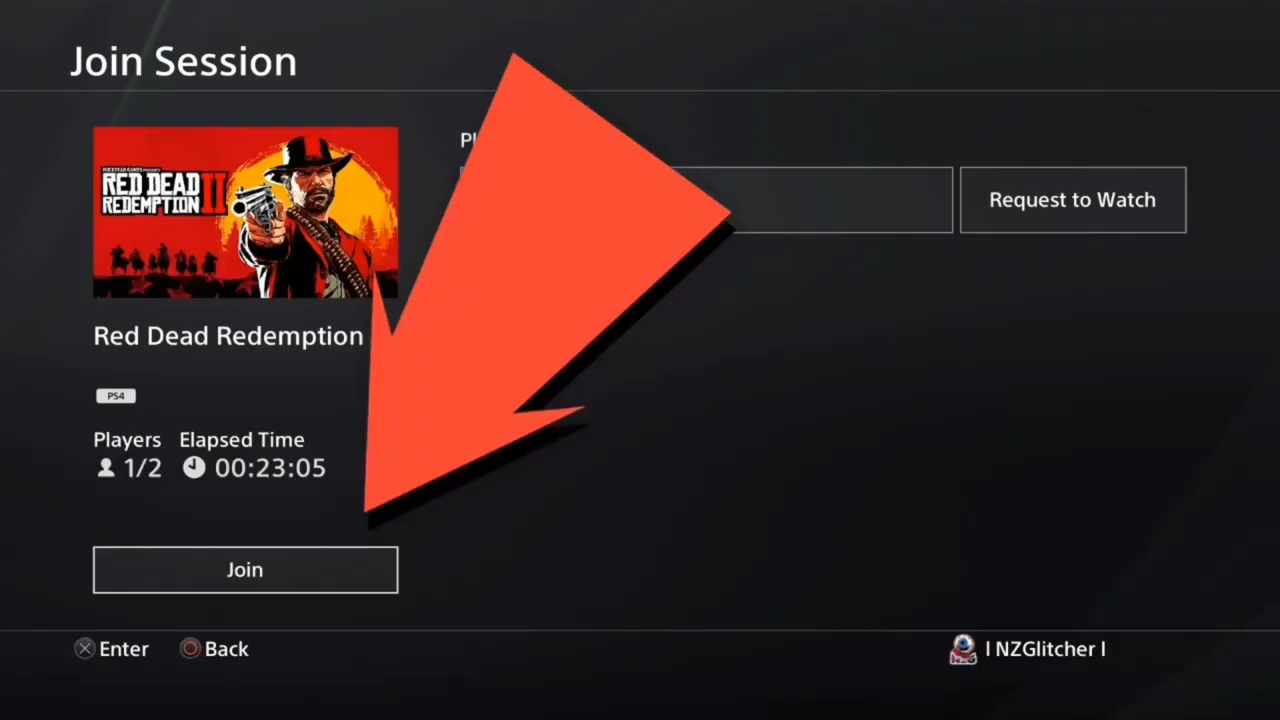 Join Session
ROCKSTAR GAMES PRESENTS
RED DEAD
REDEMPTION II
Request to Watch
Red Dead Redemption
PS4
Players Elapsed Time
1/2 00:23:05
Join
Enter Back
I NZGlitcher I